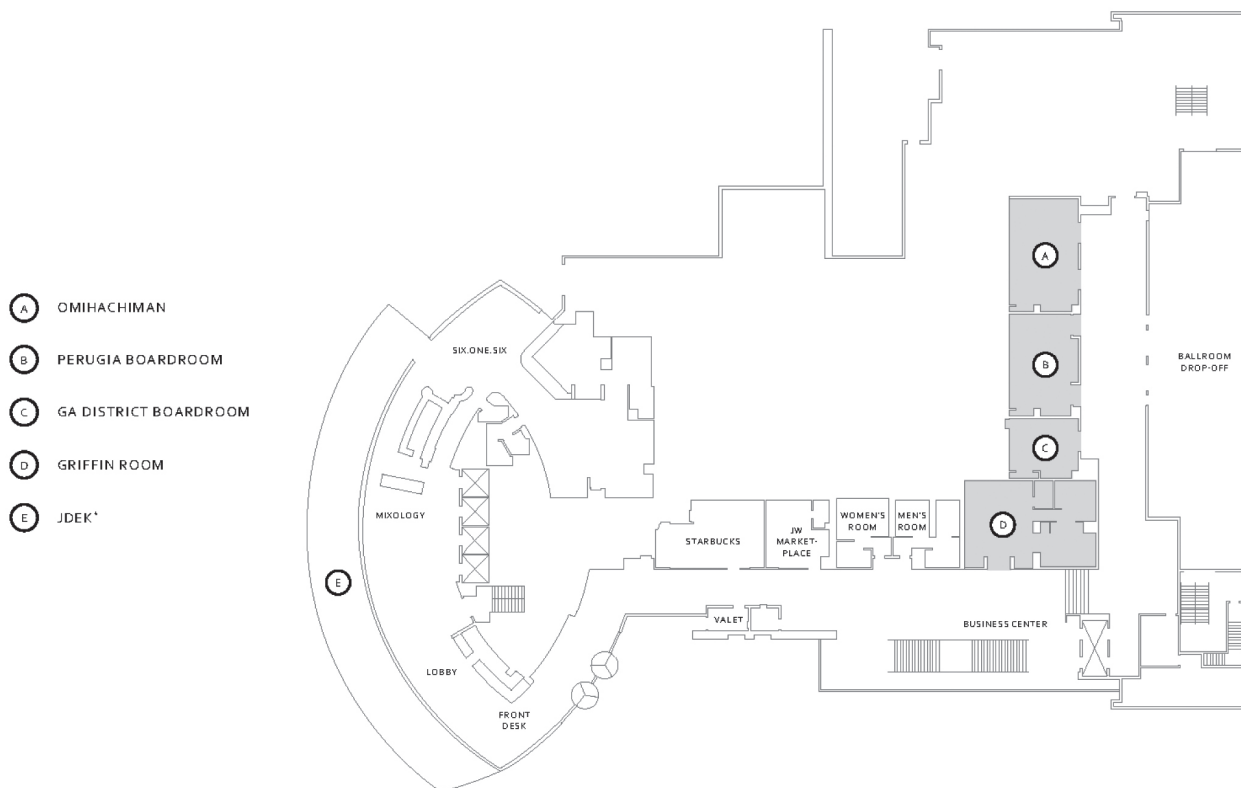 A OMIHACHIMAN
B PERUGIA BOARDROOM
C GA DISTRICT BOARDROOM
D GRIFFIN ROOM
E JDEK*
A
SIX.ONE.SIX
B
BALLROOM
DROP-OFF
C
MIXOLOGY
STARBUCKS
JW
MARKET-
PLACE
WOMEN'S
ROOM
MEN'S
ROOM
D
E
VALET
BUSINESS CENTER
LOBBY
FRONT
DESK